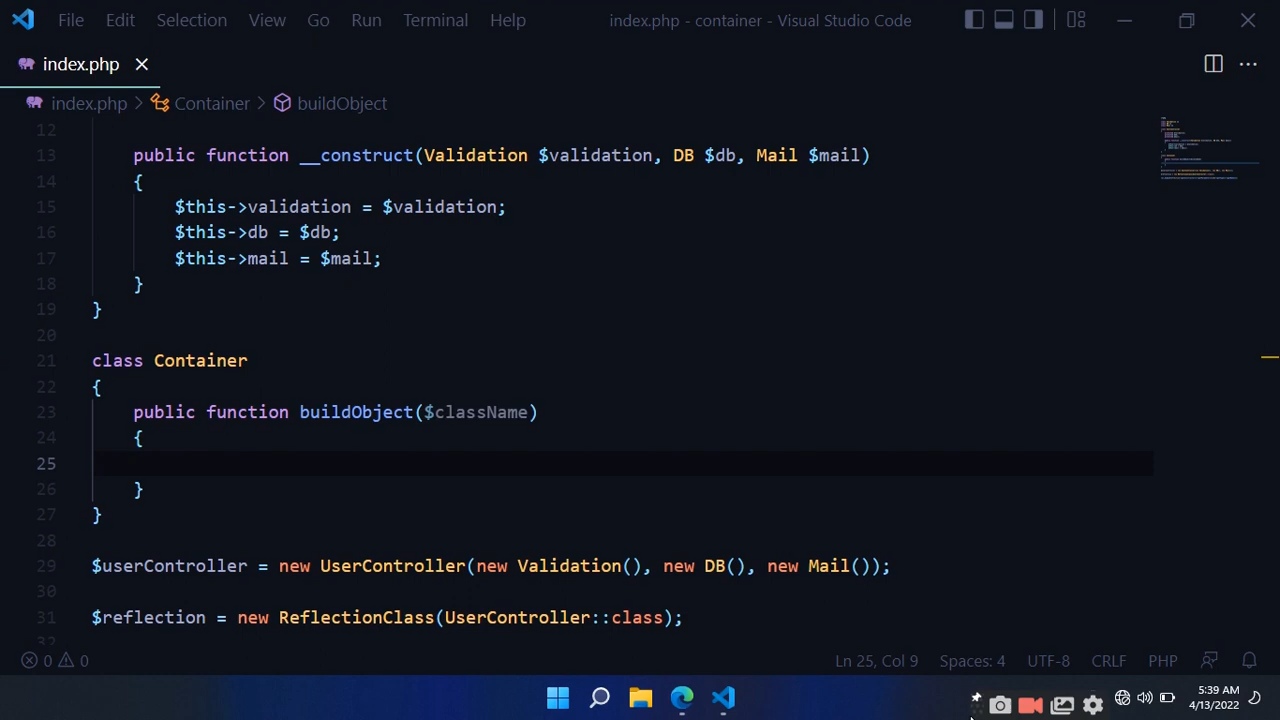 File Edit Selection View Go Run Terminal Help index.php - container - Visual Studio Code
index.php
index.php > Container > buildObject
12
13 public function __construct(Validation $validation, DB $db, Mail $mail)
14 {
15 $this->validation = $validation;
16 $this->db = $db;
17 $this->mail = $mail;
18 }
19 }
20
21 class Container
22 {
23 public function buildObject($className)
24 {
25
26 }
27 }
28
29 $userController = new UserController(new Validation(), new DB(), new Mail());
30
31 $reflection = new ReflectionClass(UserController::class);
32
0 0 Ln 25, Col 9 Spaces: 4 UTF-8 CRLF PHP
5:39 AM
4/13/2022